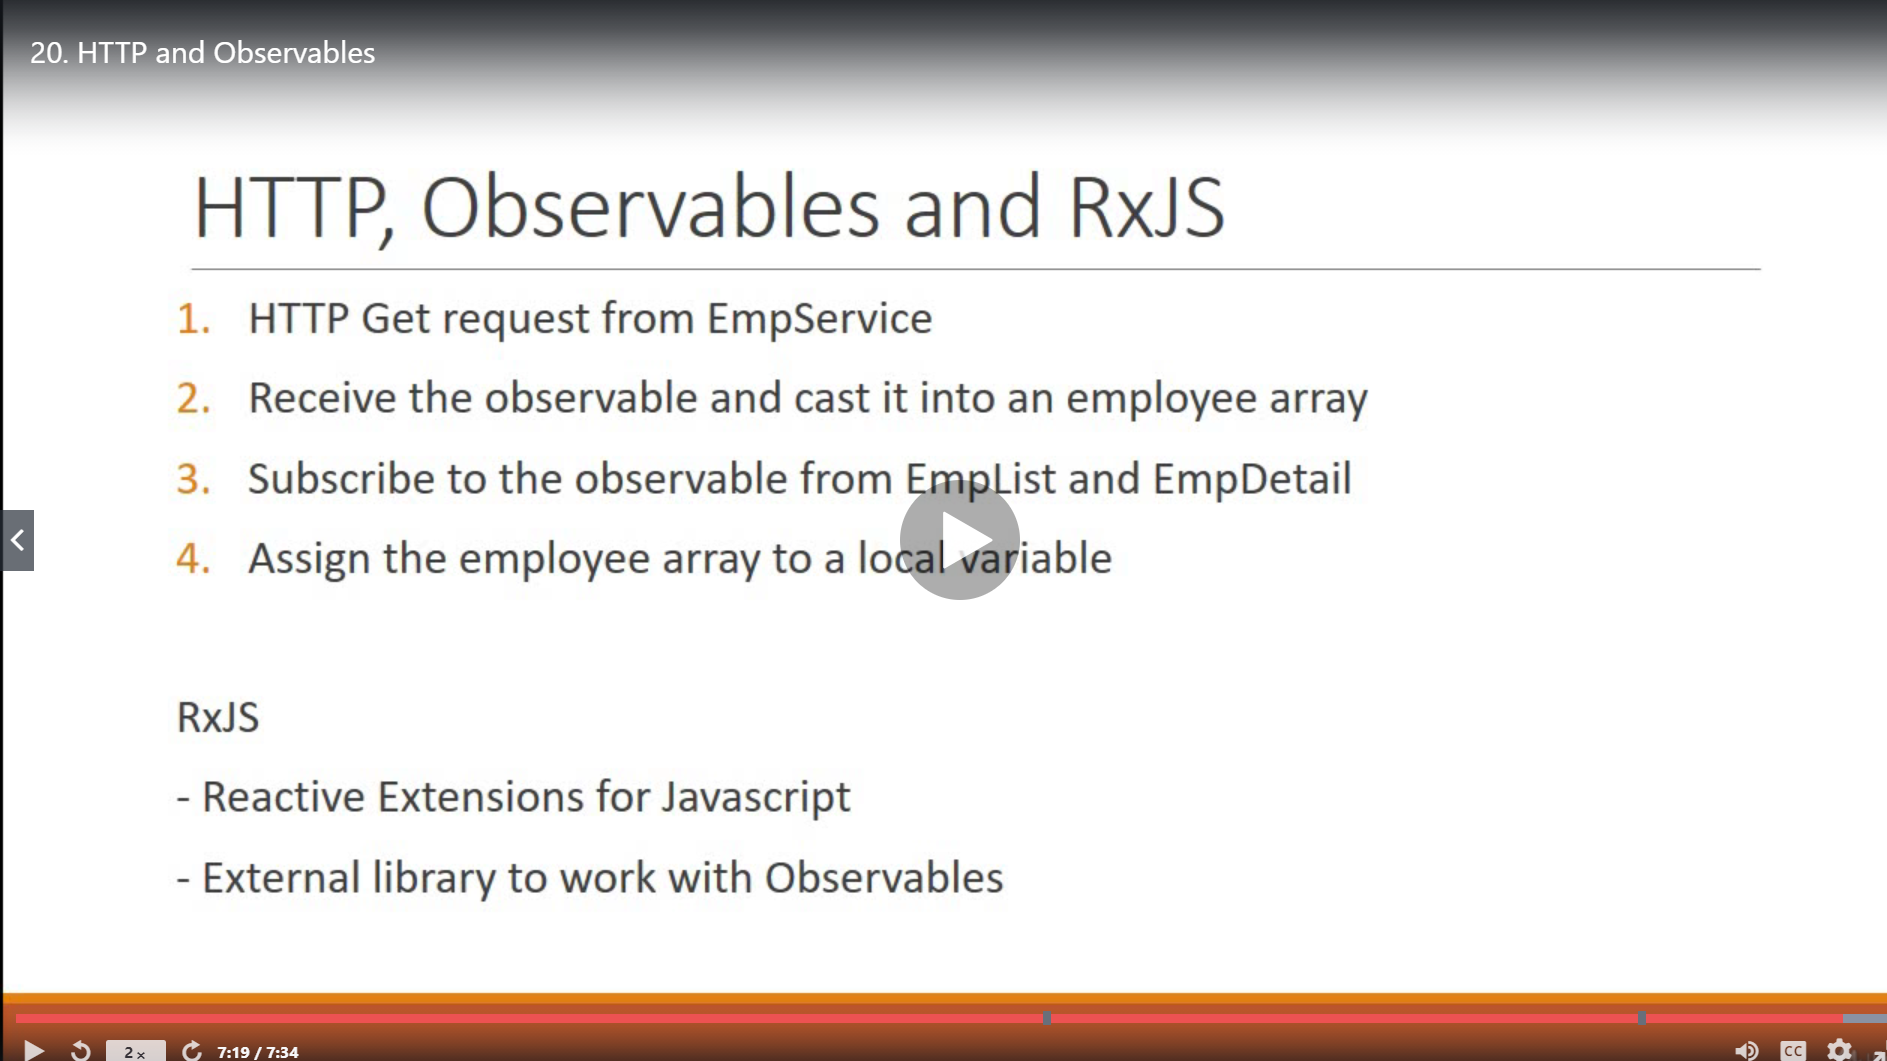 20. HTTP and Observables
HTTP, Observables and RxJS
1. HTTP Get request from EmpService
2. Receive the observable and cast it into an employee array
3. Subscribe to the observable from EmpList and EmpDetail
4. Assign the employee array to a local variable
RxJS
- Reactive Extensions for Javascript
- External library to work with Observables
2 x
7:19 / 7:34
CC